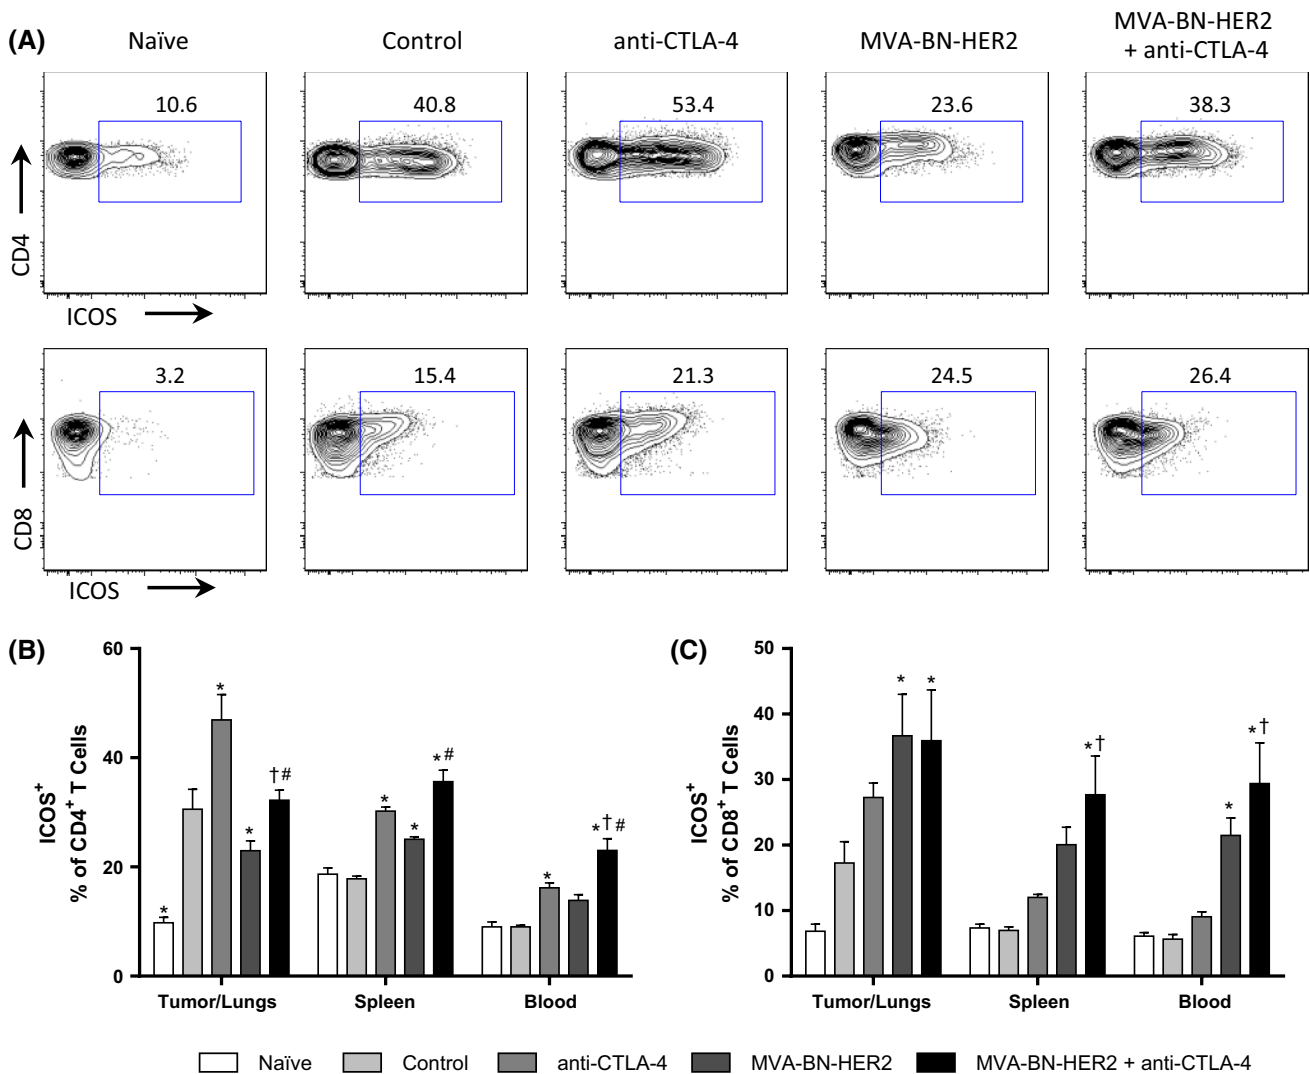 (A)
Naïve
Control
anti-CTLA-4
MVA-BN-HER2
MVA-BN-HER2
+ anti-CTLA-4
10.6
40.8
53.4
23.6
38.3
CD4
ICOS
3.2
15.4
21.3
24.5
26.4
CD8
ICOS
(B)
ICOS+
% of CD4+ T Cells
60
40
20
0
*
*
*
†#
*
*
*#
*
*†#
Tumor/Lungs
Spleen
Blood
(C)
ICOS+
% of CD8+ T Cells
50
40
30
20
10
0
*
*
*†
*
*†
Tumor/Lungs
Spleen
Blood
Naïve
Control
anti-CTLA-4
MVA-BN-HER2
MVA-BN-HER2 + anti-CTLA-4